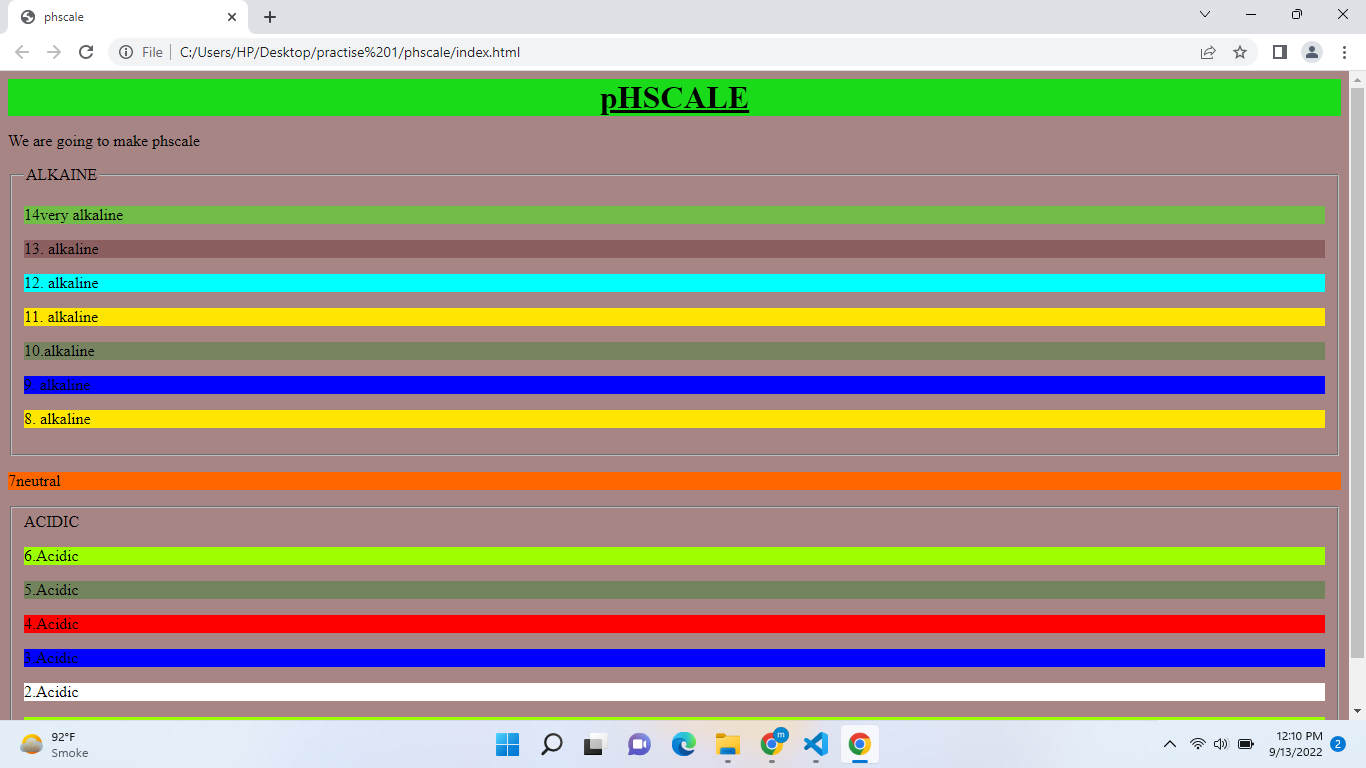 phscale
File
C:/Users/HP/Desktop/practise%201/phscale/index.html
pHSCALE
We are going to make phscale
ALKAINE
14very alkaline
13. alkaline
12. alkaline
11. alkaline
10.alkaline
9. alkaline
8. alkaline
7neutral
ACIDIC
6.Acidic
5.Acidic
4.Acidic
3.Acidic
2.Acidic
92°F
Smoke
m
12:10 PM
9/13/2022
2